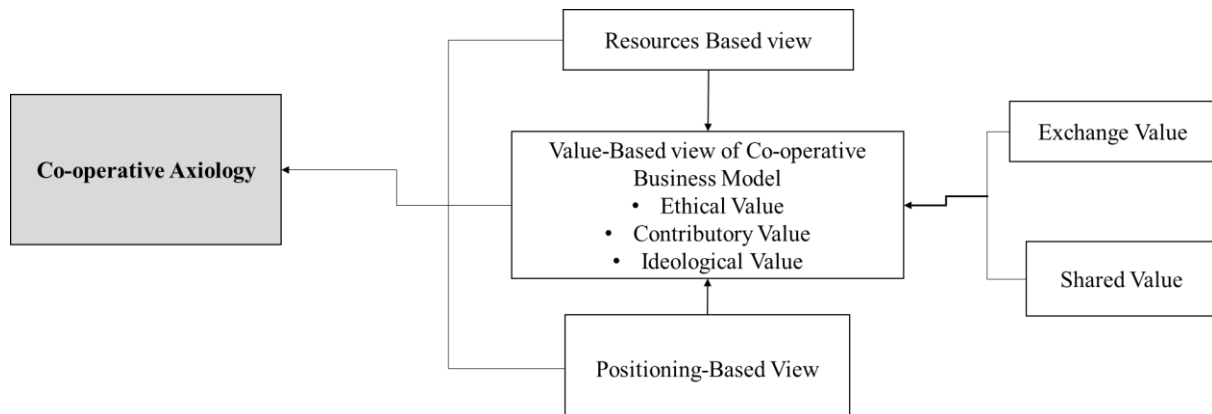 Resources Based view
Co-operative Axiology
Value-Based view of Co-operative
Business Model
• Ethical Value
• Contributory Value
• Ideological Value
Exchange Value
Shared Value
Positioning-Based View